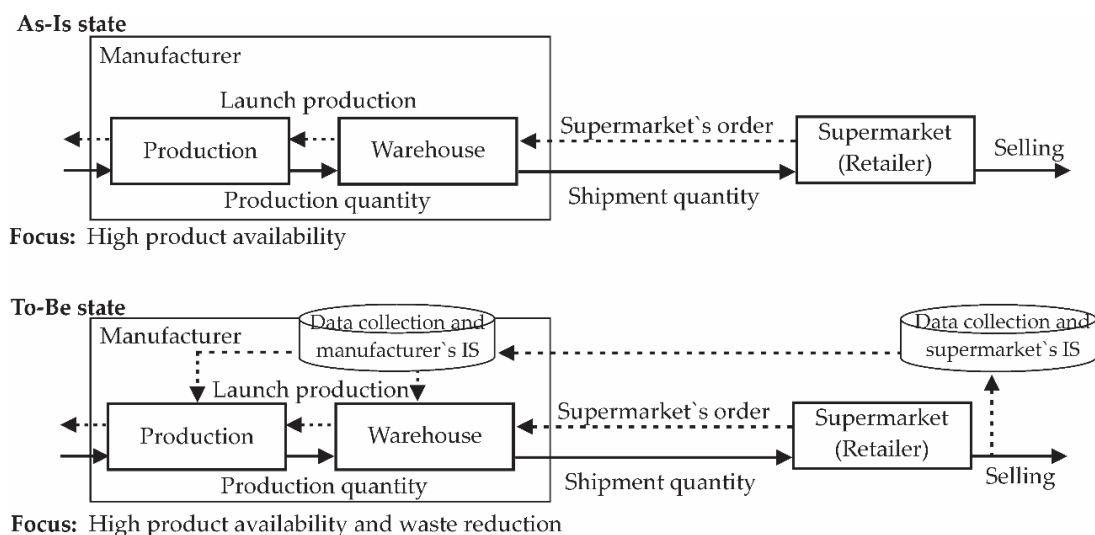 As-Is state
Manufacturer
Launch production
Supermarket`s order
Production
Warehouse
Supermarket
(Retailer)
Selling
Production quantity
Shipment quantity
Focus: High product availability
To-Be state
Manufacturer
Data collection and
manufacturer`s IS
Data collection and
supermarket`s IS
Launch production
Supermarket`s order
Production
Warehouse
Supermarket
(Retailer)
Production quantity
Shipment quantity
Selling
Focus: High product availability and waste reduction